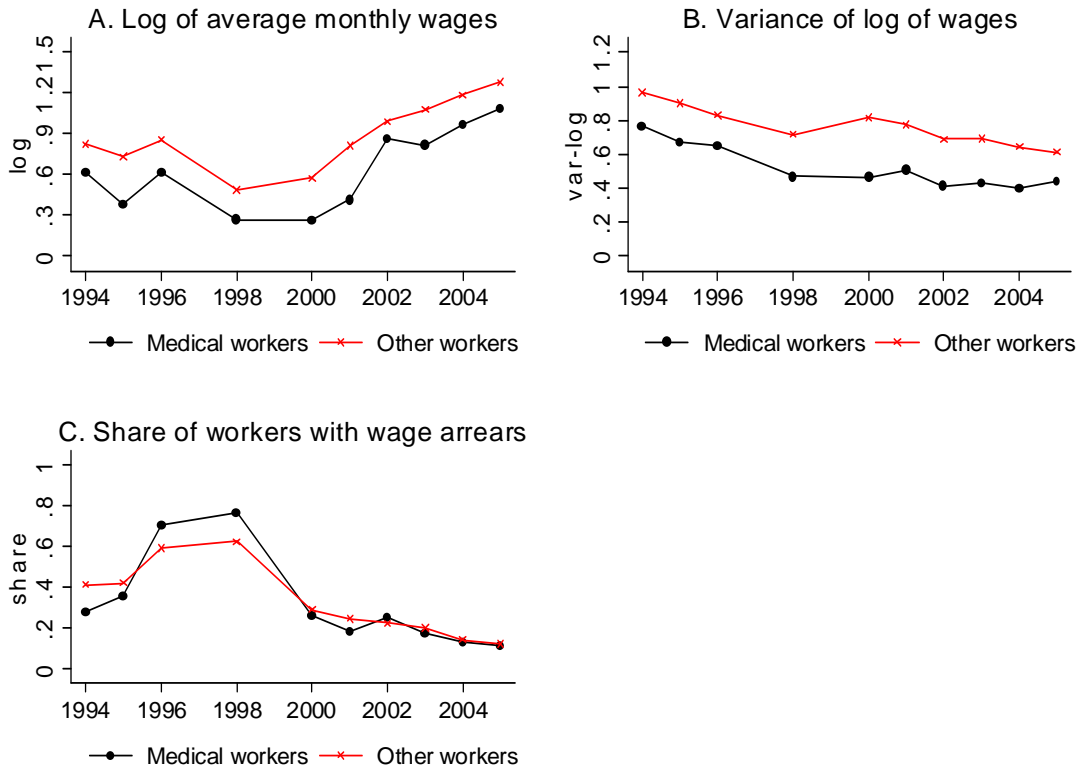 A. Log of average monthly wages
log
0 .3 .6 .9 1.2 1.5
1994 1996 1998 2000 2002 2004
Medical workers Other workers
B. Variance of log of wages
var-log
0 .2 .4 .6 .8 1 1.2
1994 1996 1998 2000 2002 2004
Medical workers Other workers
C. Share of workers with wage arrears
share
0 .2 .4 .6 .8 1
1994 1996 1998 2000 2002 2004
Medical workers Other workers